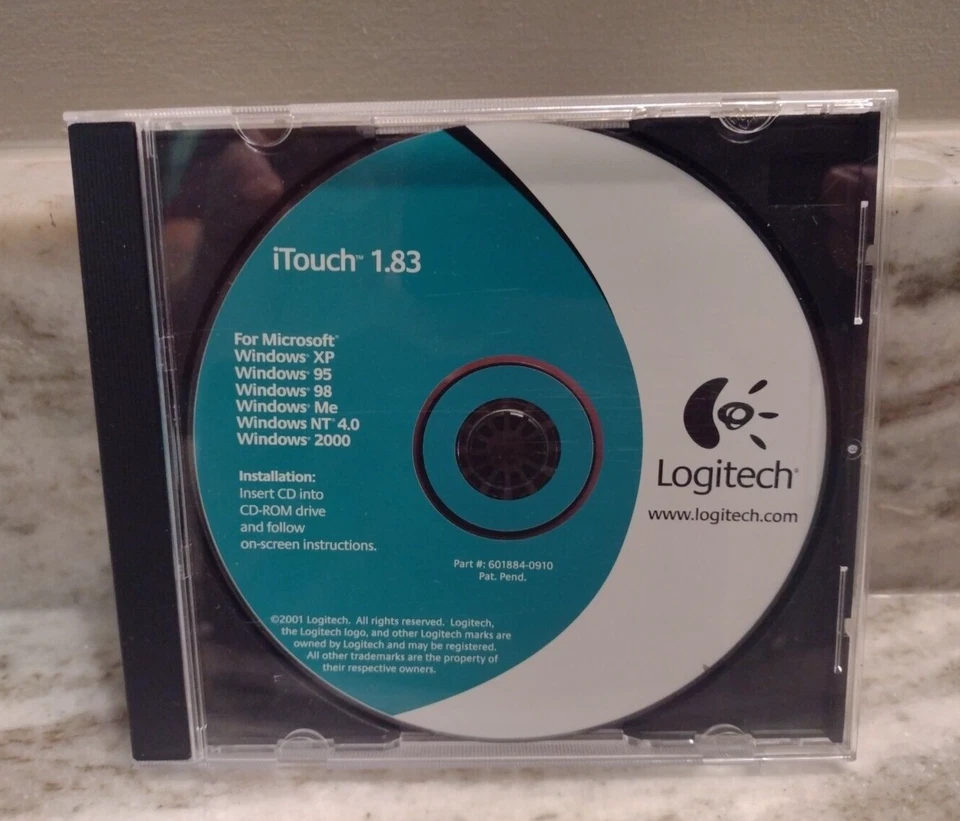 iTouch™ 1.83
For Microsoft®
Windows® XP
Windows® 95
Windows® 98
Windows® Me
Windows NT® 4.0
Windows® 2000
Installation:
Insert CD into
CD-ROM drive
and follow
on-screen instructions.
Part #: 601884-0910
Pat. Pend.
©2001 Logitech. All rights reserved. Logitech,
the Logitech logo, and other Logitech marks are
owned by Logitech and may be registered.
All other trademarks are the property of
their respective owners.
Logitech®
www.logitech.com